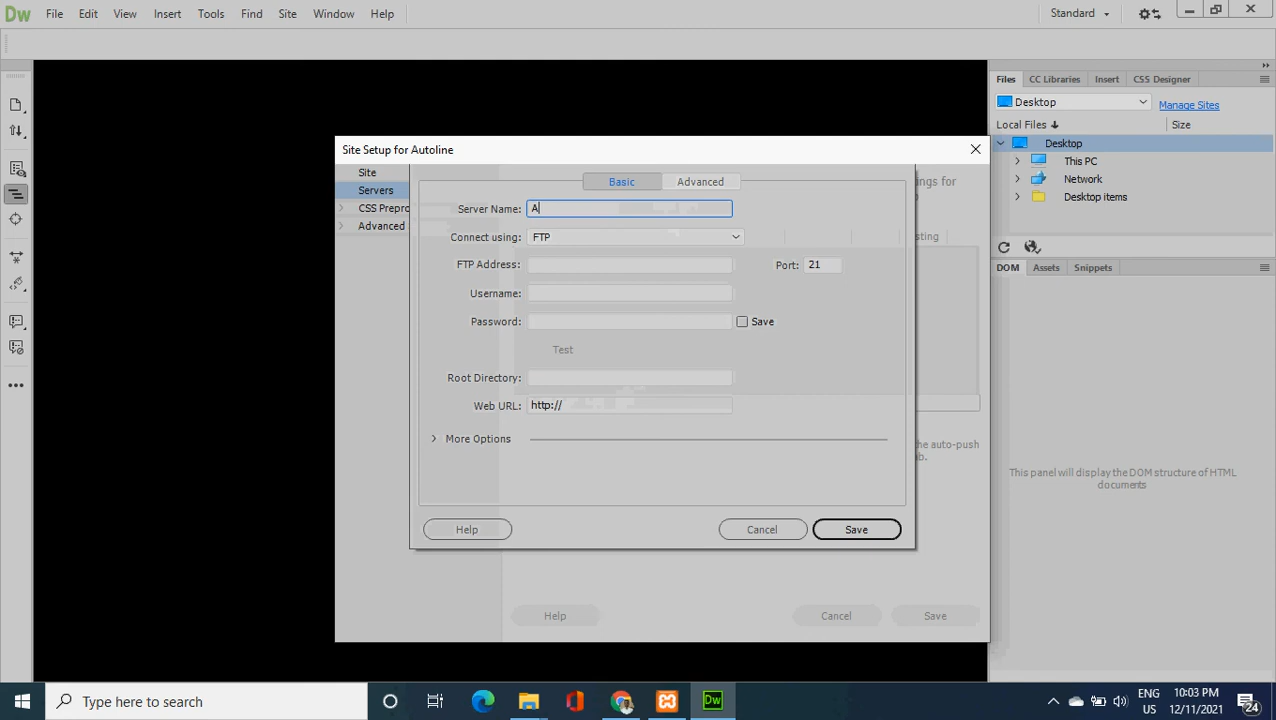 Dw File Edit View Insert Tools Find Site Window Help Standard
Files CC Libraries Insert CSS Designer
Desktop Manage Sites
Local Files Size
Desktop
This PC
Network
Desktop items
DOM Assets Snippets
This panel will display the DOM structure of HTML
documents
Site Setup for Autoline
Site
Servers
CSS Prepro
Advanced
ngs for
sting
he auto-push
b.
Basic Advanced
Server Name: A
Connect using: FTP
FTP Address: Port: 21
Username:
Password: Save
Test
Root Directory:
Web URL: http://
More Options
Help Cancel Save
Help Cancel Save
Type here to search
Dw
ENG
US
10:03 PM
12/11/2021
24